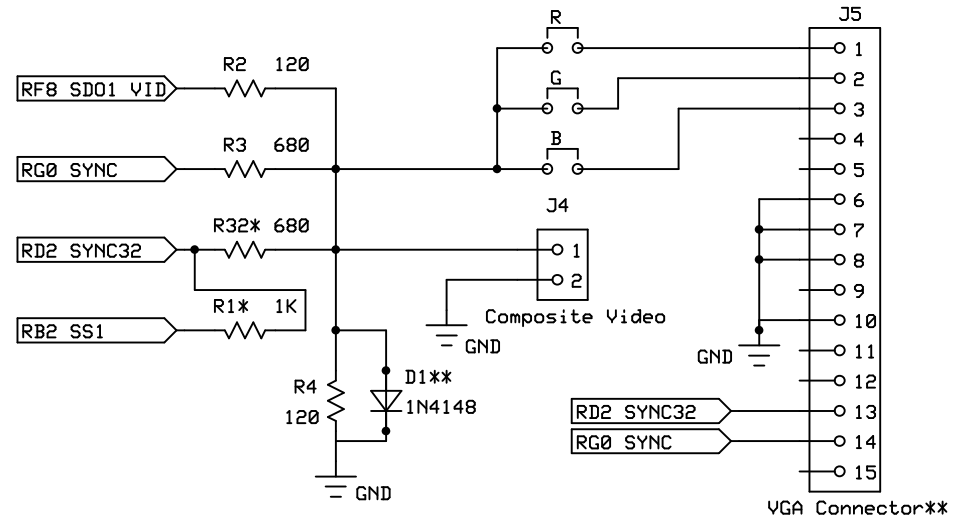 J5
R
1
R2 120
RF8 SDO1 VID
G
2
3
R3 680
B
4
RG0 SYNC
5
J4
6
R32* 680
7
RD2 SYNC32
1
8
2
9
R1* 1K
Composite Video
10
RB2 SS1
GND
GND
11
R4
D1**
12
120
1N4148
RD2 SYNC32
13
RG0 SYNC
14
15
GND
VGA Connector**